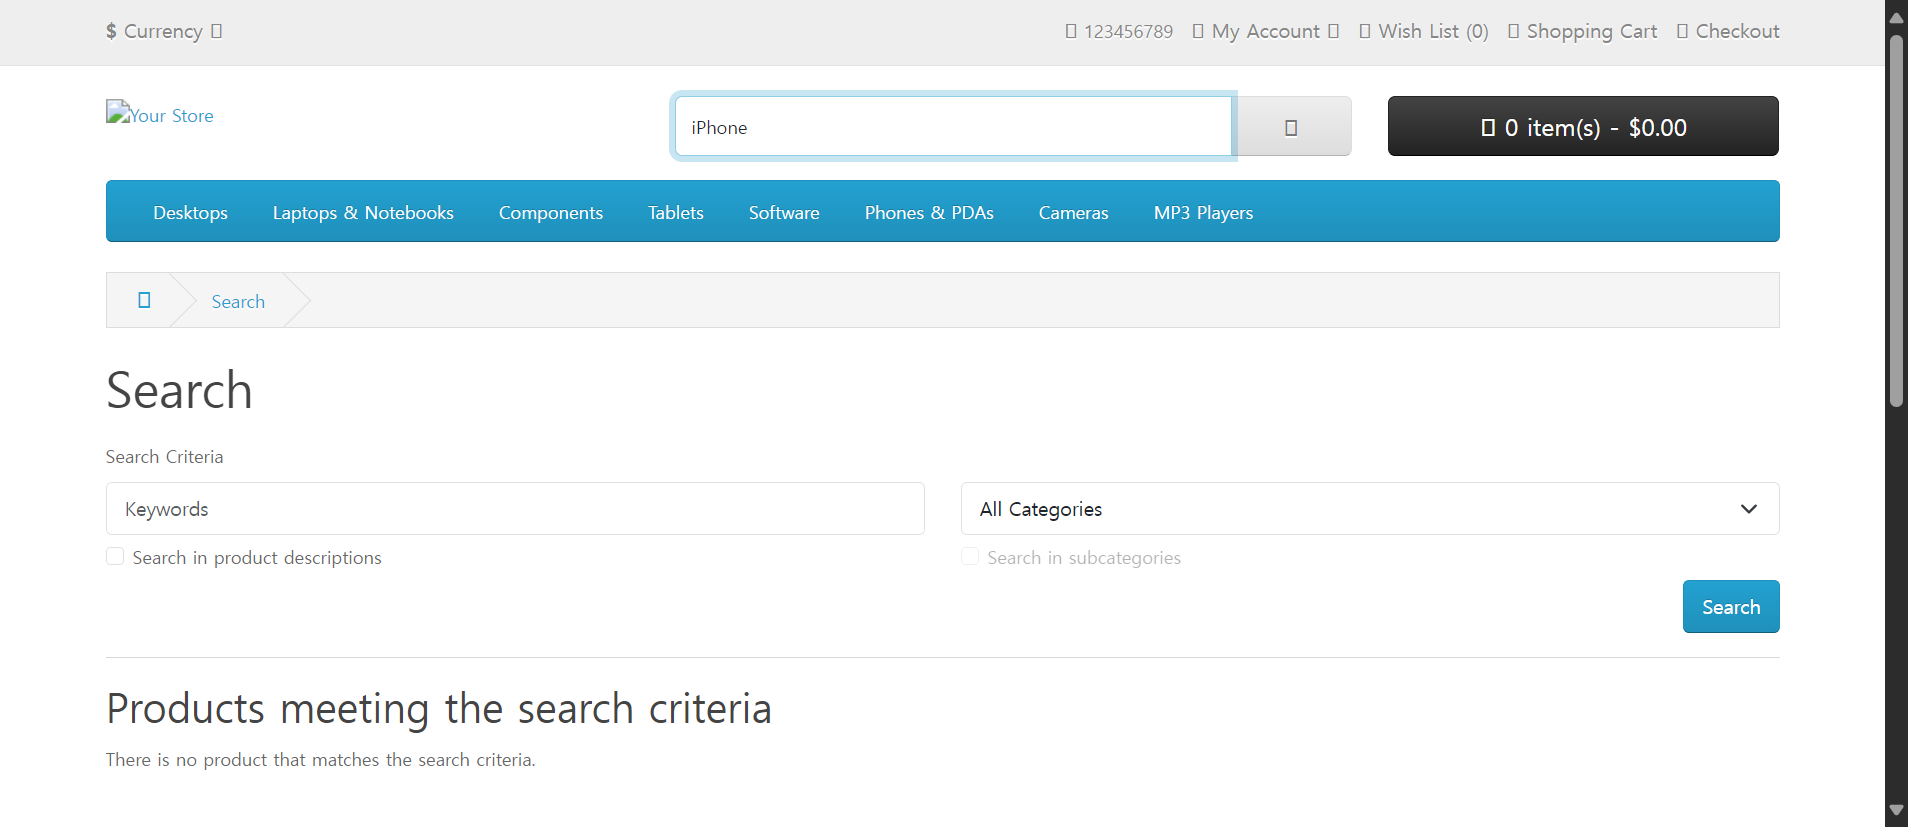 $ Currency
123456789 My Account Wish List (0) Shopping Cart Checkout
Your Store
iPhone
0 item(s) - $0.00
Desktops Laptops & Notebooks Components Tablets Software Phones & PDAs Cameras MP3 Players
Search
Search
Search Criteria
Keywords
All Categories
Search in product descriptions
Search in subcategories
Search
Products meeting the search criteria
There is no product that matches the search criteria.